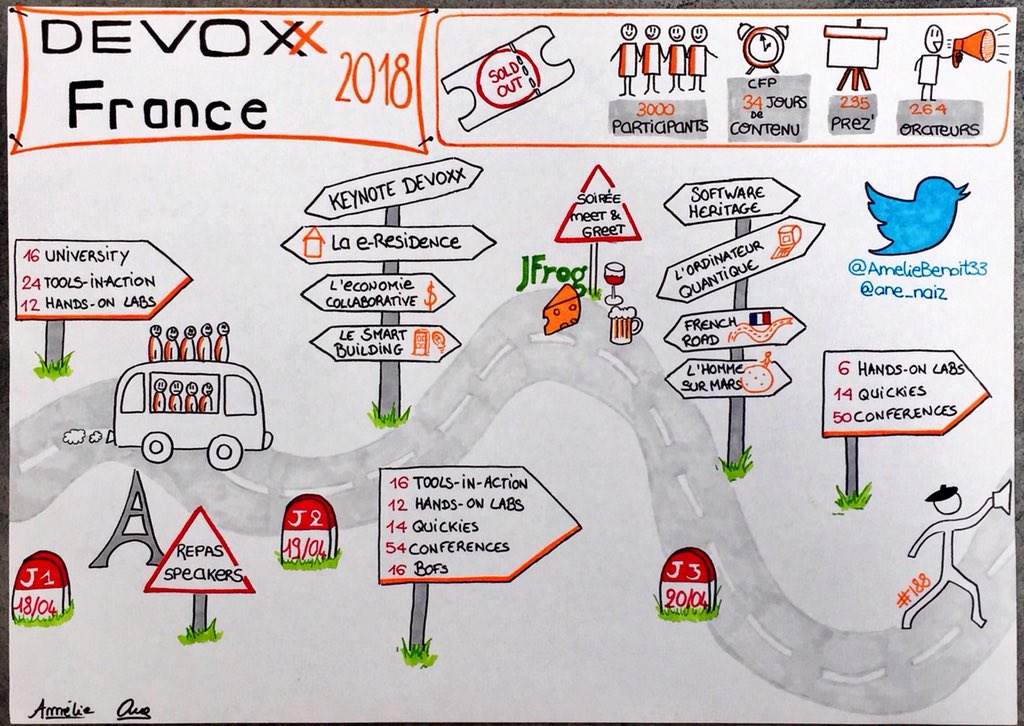 DEVOXX
France
2018
SOLD
OUT
3000
PARTICIPANTS
CFP
34 JOURS
DE
CONTENU
295
PREZ'
264
ORATEURS
16 UNIVERSITY
24 TOOLS-IN-ACTION
12 HANDS-ON LABS
KEYNOTE DEVOXX
La e-Residence
L'économie
COLLABORATIVE $
LE SMART
BUILDING
SOIRÉE
meet &
GREET
JFrog
SOFTWARE
HERITAGE
L'ORDINATEUR
QUANTIQUE
FRENCH
ROAD
L'HOMME
SUR MARS
@AmelieBenoit33
@ane_naiz
6 HANDS-ON LABS
14 QUICKIES
50 CONFERENCES
J1
18/04
REPAS
SPEAKERS
J2
19/04
16 TOOLS-IN-ACTION
12 HANDS-ON LABS
14 QUICKIES
54 CONFERENCES
16 BOFS
J3
20/04
#188
Amélie Ane